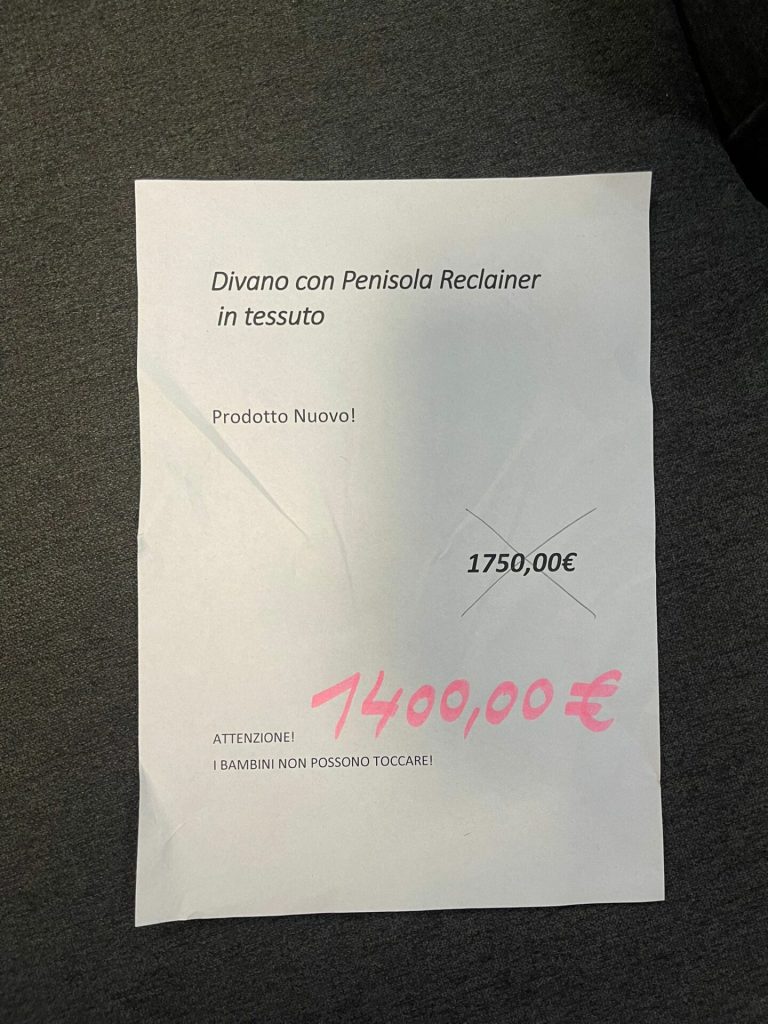 Divano con Penisola Reclainer
in tessuto
Prodotto Nuovo!
1750,00€
1400,00€
ATTENZIONE!
I BAMBINI NON POSSONO TOCCARE!